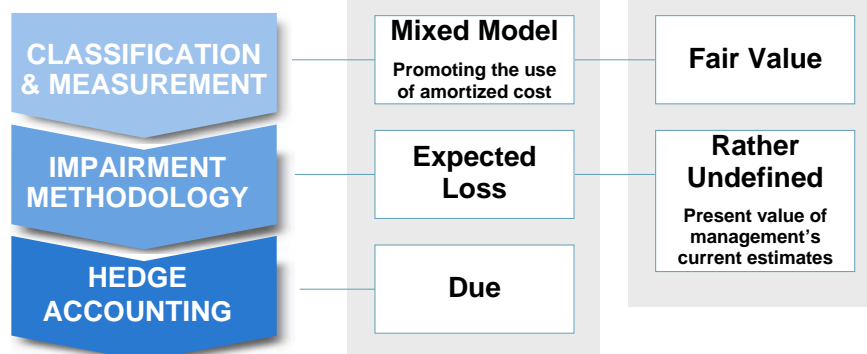 CLASSIFICATION
& MEASUREMENT
Mixed Model
Promoting the use
of amortized cost
Fair Value
IMPAIRMENT
METHODOLOGY
Expected
Loss
Rather
Undefined
Present value of
management’s
current estimates
HEDGE
ACCOUNTING
Due